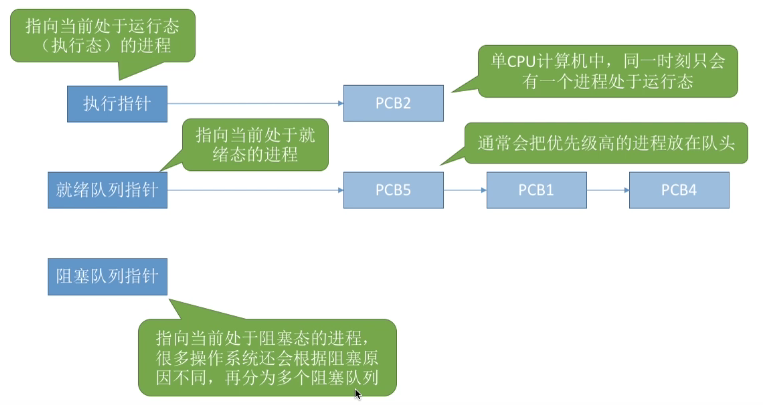 指向当前处于运行态
（执行态）的进程
单CPU计算机中，同一时刻只会
有一个进程处于运行态
执行指针
PCB2
指向当前处于就
绪态的进程
通常会把优先级高的进程放在队头
就绪队列指针
PCB5
PCB1
PCB4
阻塞队列指针
指向当前处于阻塞态的进程，
很多操作系统还会根据阻塞原
因不同，再分为多个阻塞队列